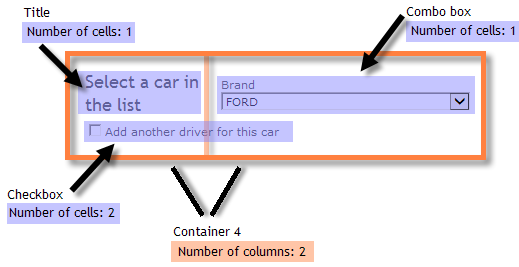 Title
Number of cells: 1
Combo box
Number of cells: 1
Select a car in
the list
Brand
FORD
Add another driver for this car
Checkbox
Number of cells: 2
Container 4
Number of columns: 2